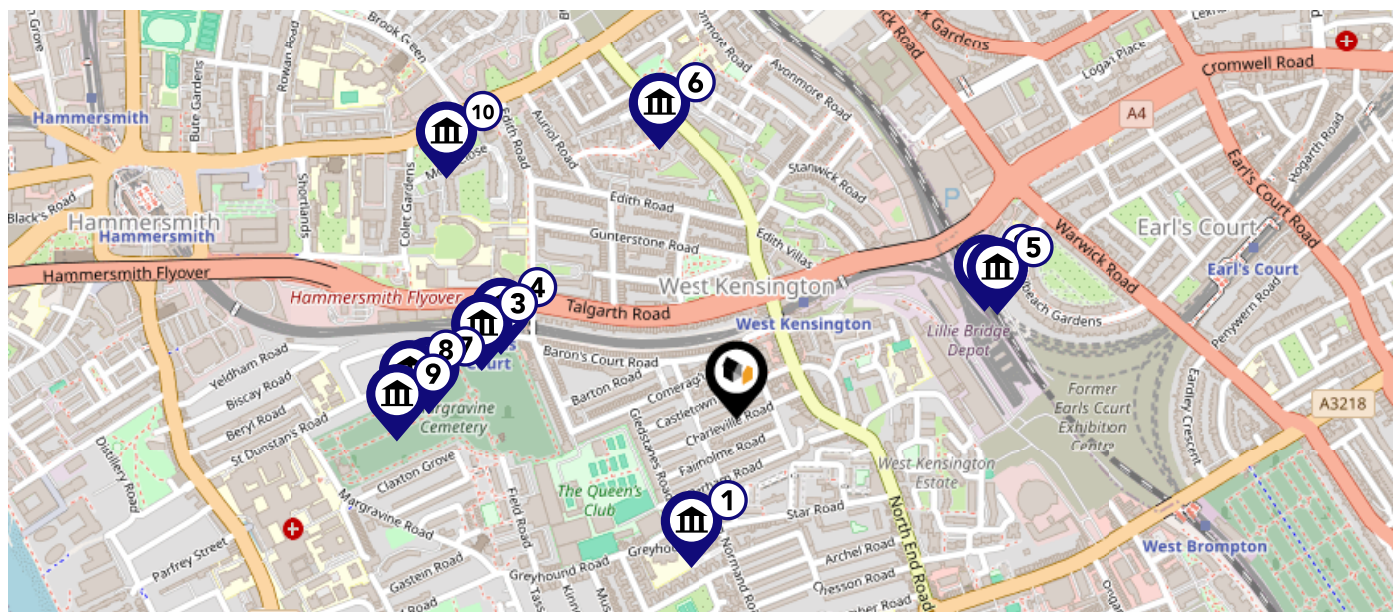 n Grove
Bute Gardens
Rowan Road
Brook Green
Avonmore Road
Logan Place
Cromwell Road
A4
Hammersmith
6
10
Edith Road
Auriol Road
Stanwick Road
Hogarth Road
Earl's Court Road
Black's Road
Shortlands
Colet Gardens
Edith Road
Hammersmith
Hammersmith
Gunterstone Road
Edith Villas
P
5
Warwick Road
Earl's Court
Earl's Court
Hammersmith Flyover
Hammersmith Flyover
4
3
Talgarth Road
West Kensington
West Kensington
Lillie Bridge
Depot
Penywern Road
Yeldham Road
8
7
9
Court
Baron's Court Road
Biscay Road
Barton Road
Castletown
Charleville Road
Beryl Road
St Dunstan's Road
Cemetery
Fairholme Road
Gledstanes Road
Former
Earls Court
Exhibition
Centre
Eardley Crescent
A3218
Distillery Road
Claxton Grove
Margravine Road
Field Road
The Queen's
Club
1
Star Road
West Kensington
Estate
North End Road
Parfrey Street
Gastein Road
Greyhound Road
Archel Road
Chesson Road
West Brompton